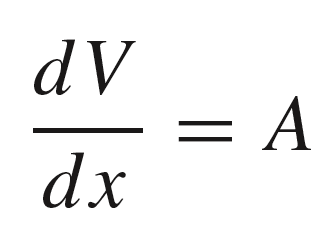 dV/dx = A